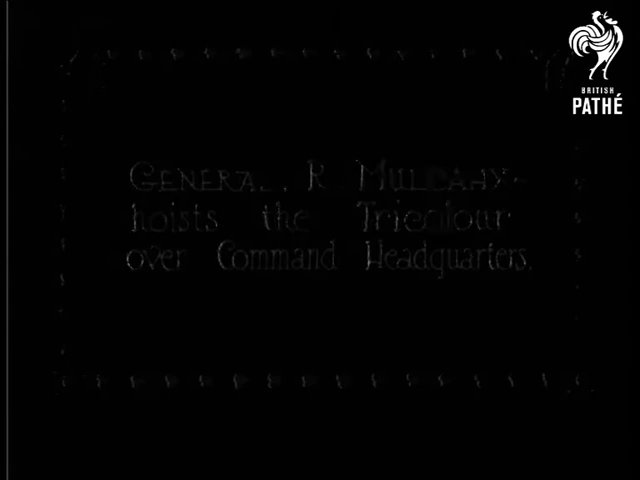 BRITISH
PATHÉ
GENERAL R MULCAHY-
hoists the Tricolour
over Command Headquarters.